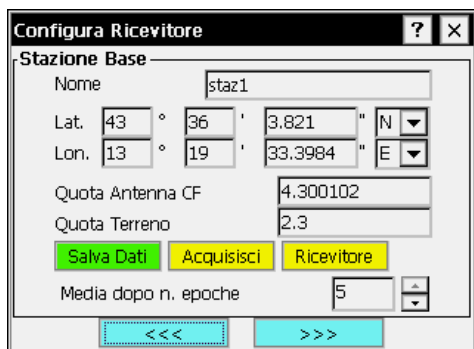 Configura Ricevitore ? ×
Stazione Base
Nome staz1
Lat. 43 ° 36 ' 3.821 " N
Lon. 13 ° 19 ' 33.3984 " E
Quota Antenna CF 4.300102
Quota Terreno 2.3
Salva Dati Acquisisci Ricevitore
Media dopo n. epoche 5
<<< >>>